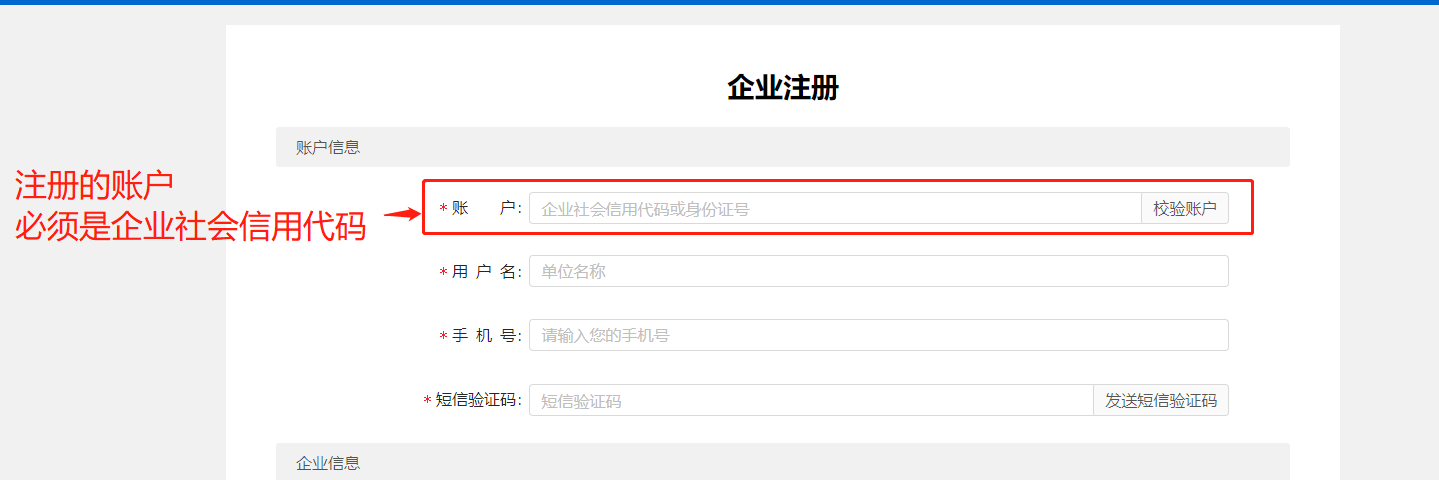 企业注册
账户信息
注册的账户
必须是企业社会信用代码
* 账 户: 企业社会信用代码或身份证号 校验账户
* 用 户 名: 单位名称
* 手 机 号: 请输入您的手机号
* 短信验证码: 短信验证码 发送短信验证码
企业信息